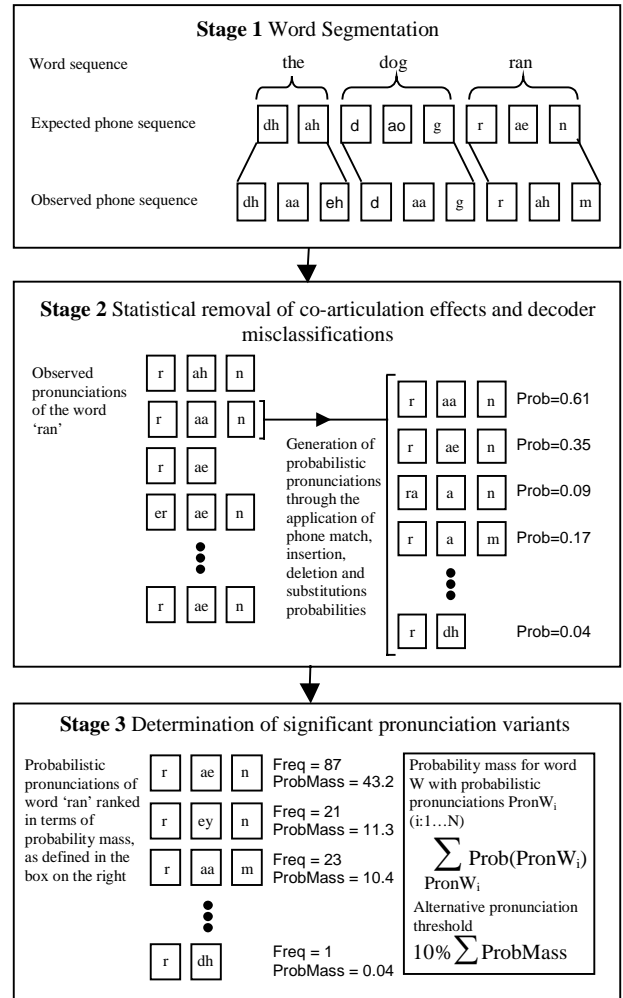 Stage 1 Word Segmentation
Word sequence the dog ran
Expected phone sequence dh ah d ao g r ae n
Observed phone sequence dh aa eh d aa g r ah m
Stage 2 Statistical removal of co-articulation effects and decoder
misclassifications
Observed
pronunciations
of the word
‘ran’
r ah n
r aa n
r ae
er ae n
r ae n
Generation of
probabilistic
pronunciations
through the
application of
phone match,
insertion,
deletion and
substitutions
probabilities
r aa n Prob=0.61
r ae n Prob=0.35
ra a n Prob=0.09
r a m Prob=0.17
r dh Prob=0.04
Stage 3 Determination of significant pronunciation variants
Probabilistic
pronunciations of
word ‘ran’ ranked
in terms of
probability mass,
as defined in the
box on the right
r ae n Freq = 87
ProbMass = 43.2
r ey n Freq = 21
ProbMass = 11.3
r aa m Freq = 23
ProbMass = 10.4
r dh Freq = 1
ProbMass = 0.04
Probability mass for word
W with probabilistic
pronunciations PronWᵢ
(i:1…N)
∑ Prob(PronWᵢ)
PronWᵢ
Alternative pronunciation
threshold
10% ∑ ProbMass